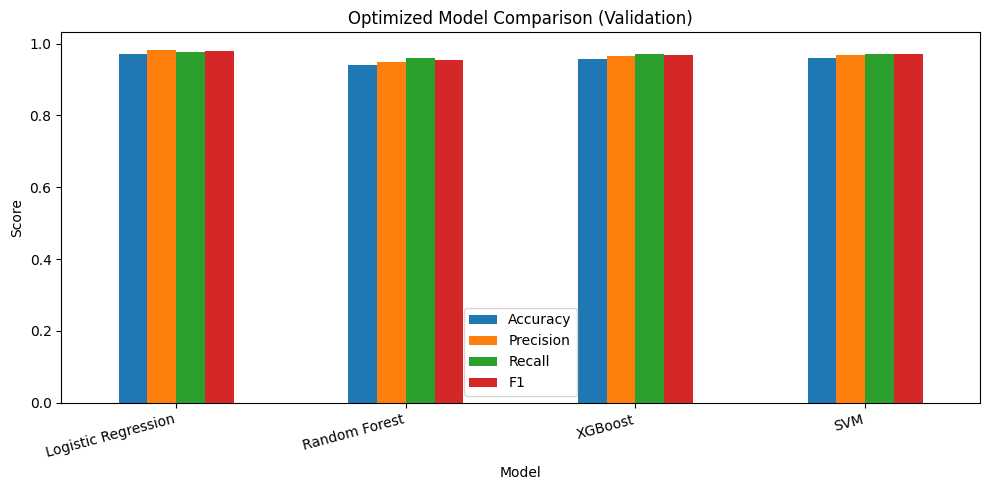 Optimized Model Comparison (Validation)
Score
1.0
0.8
0.6
0.4
0.2
0.0
Accuracy
Precision
Recall
F1
Logistic Regression
Random Forest
XGBoost
SVM
Model